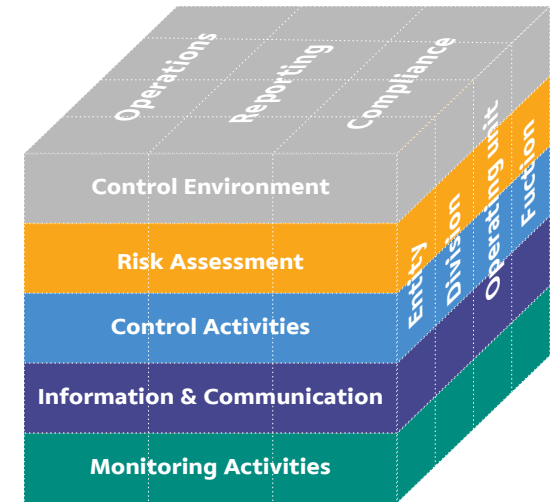 Operations
Reporting
Compliance
Control Environment
Risk Assessment
Control Activities
Information & Communication
Monitoring Activities
Entity
Division
Operating unit
Fuction